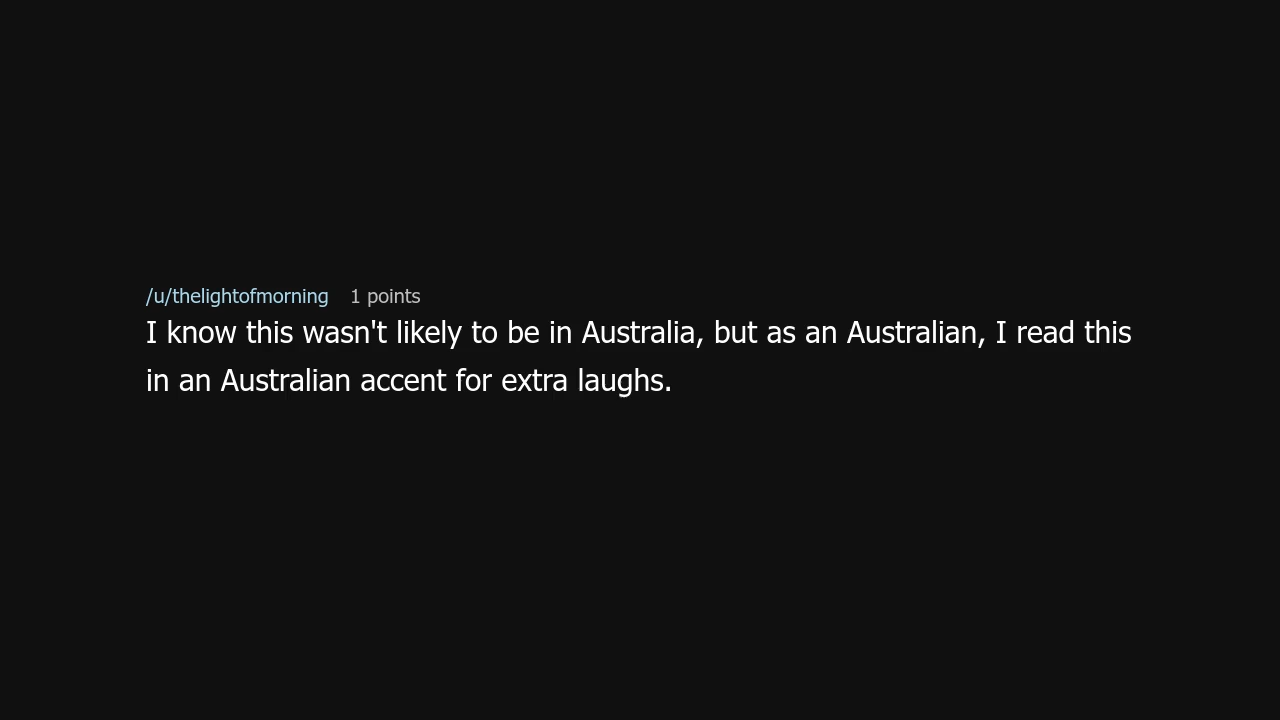 /u/thelightofmorning 1 points
I know this wasn't likely to be in Australia, but as an Australian, I read this
in an Australian accent for extra laughs.